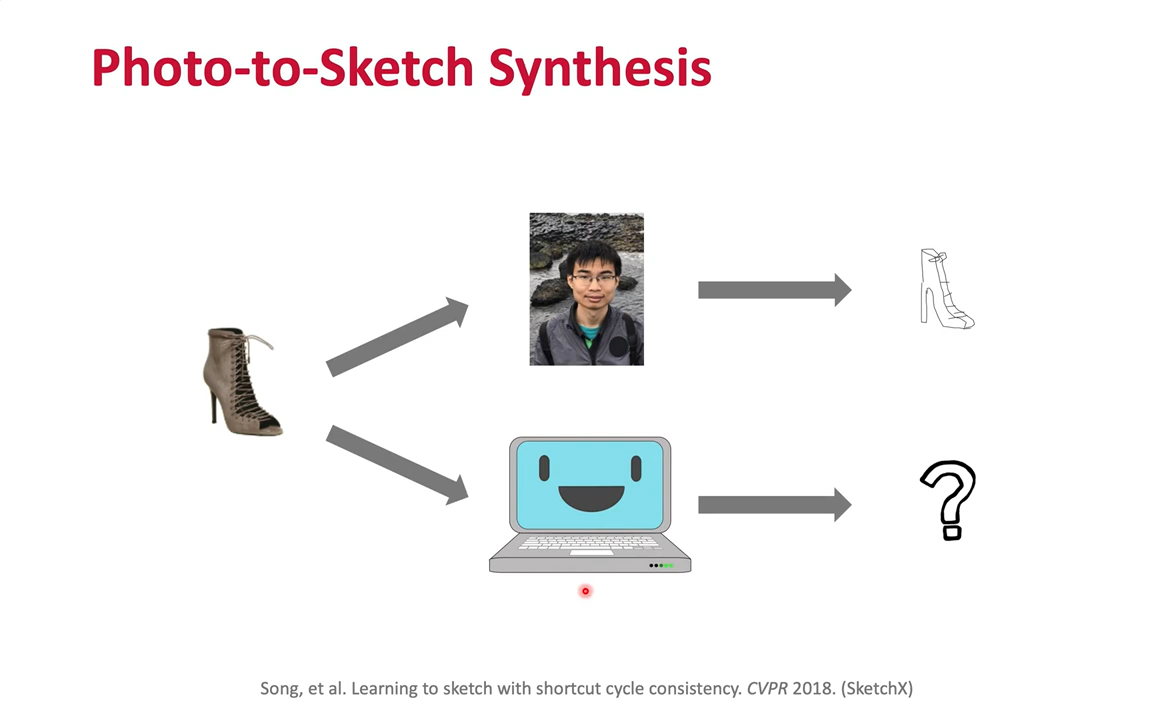 Photo-to-Sketch Synthesis
Song, et al. Learning to sketch with shortcut cycle consistency. CVPR 2018. (SketchX)